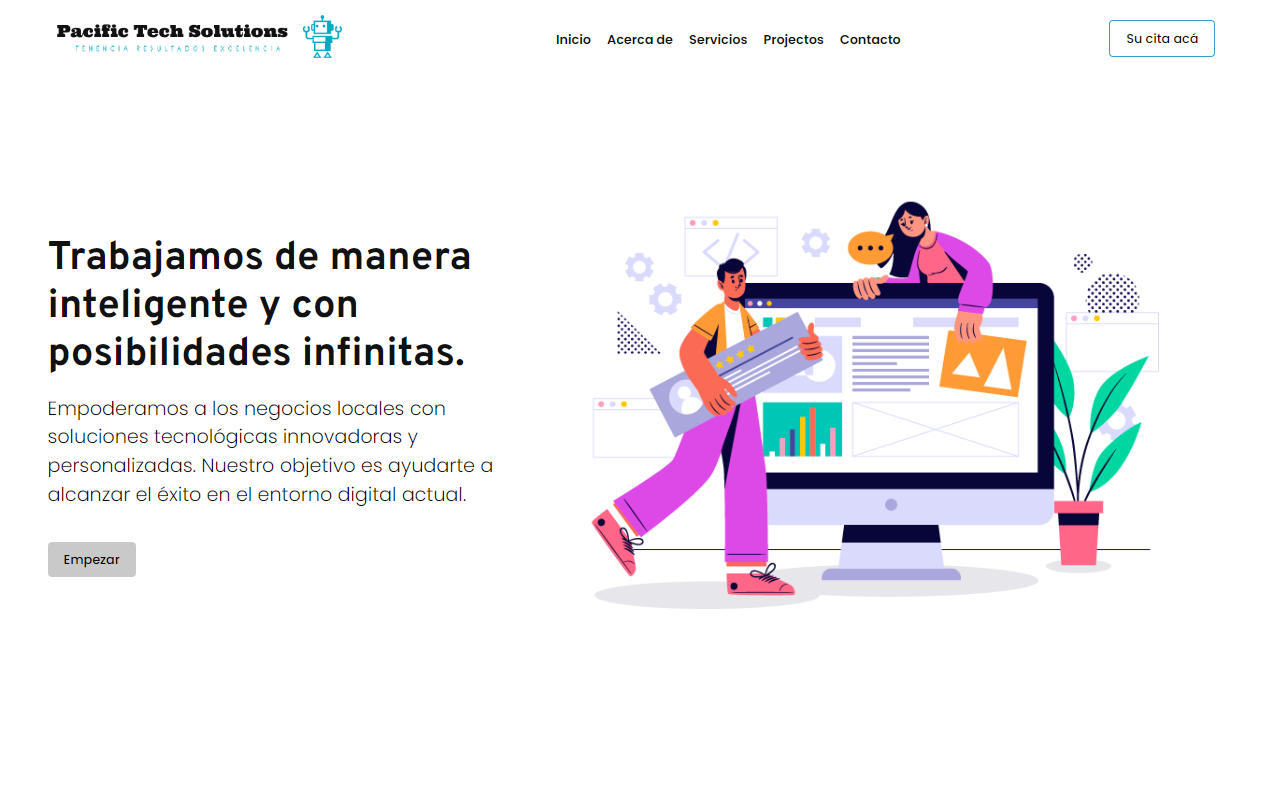 Pacific Tech Solutions
TENENCIA RESULTADOS EXCELENCIA
Inicio Acerca de Servicios Projectos Contacto
Su cita acá
Trabajamos de manera
inteligente y con
posibilidades infinitas.
Empoderamos a los negocios locales con
soluciones tecnológicas innovadoras y
personalizadas. Nuestro objetivo es ayudarte a
alcanzar el éxito en el entorno digital actual.
Empezar